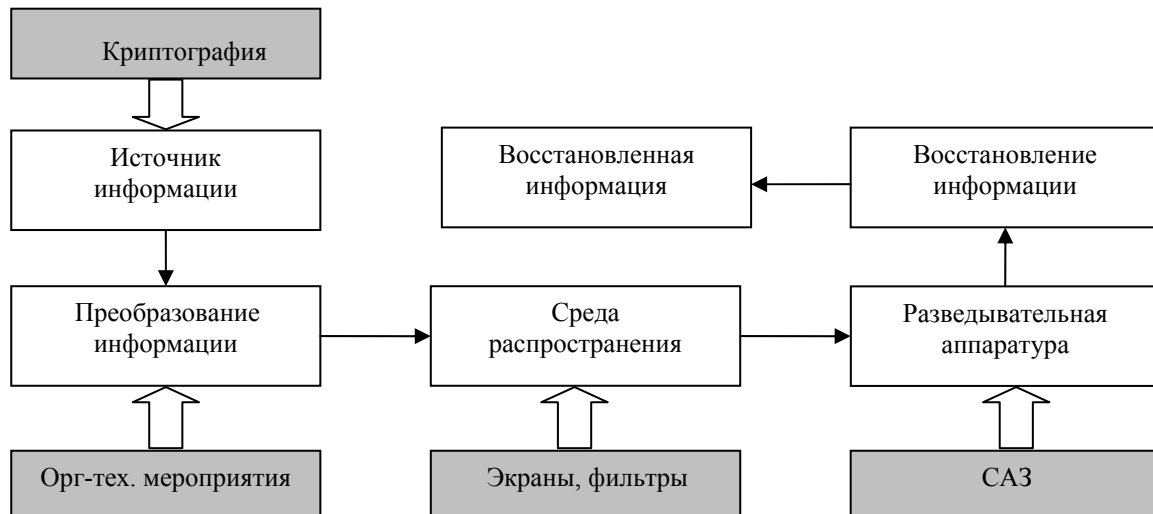 Криптография
Источник
информации
Восстановленная
информация
Восстановление
информации
Преобразование
информации
Среда
распространения
Разведывательная
аппаратура
Орг-тех. мероприятия
Экраны, фильтры
САЗ